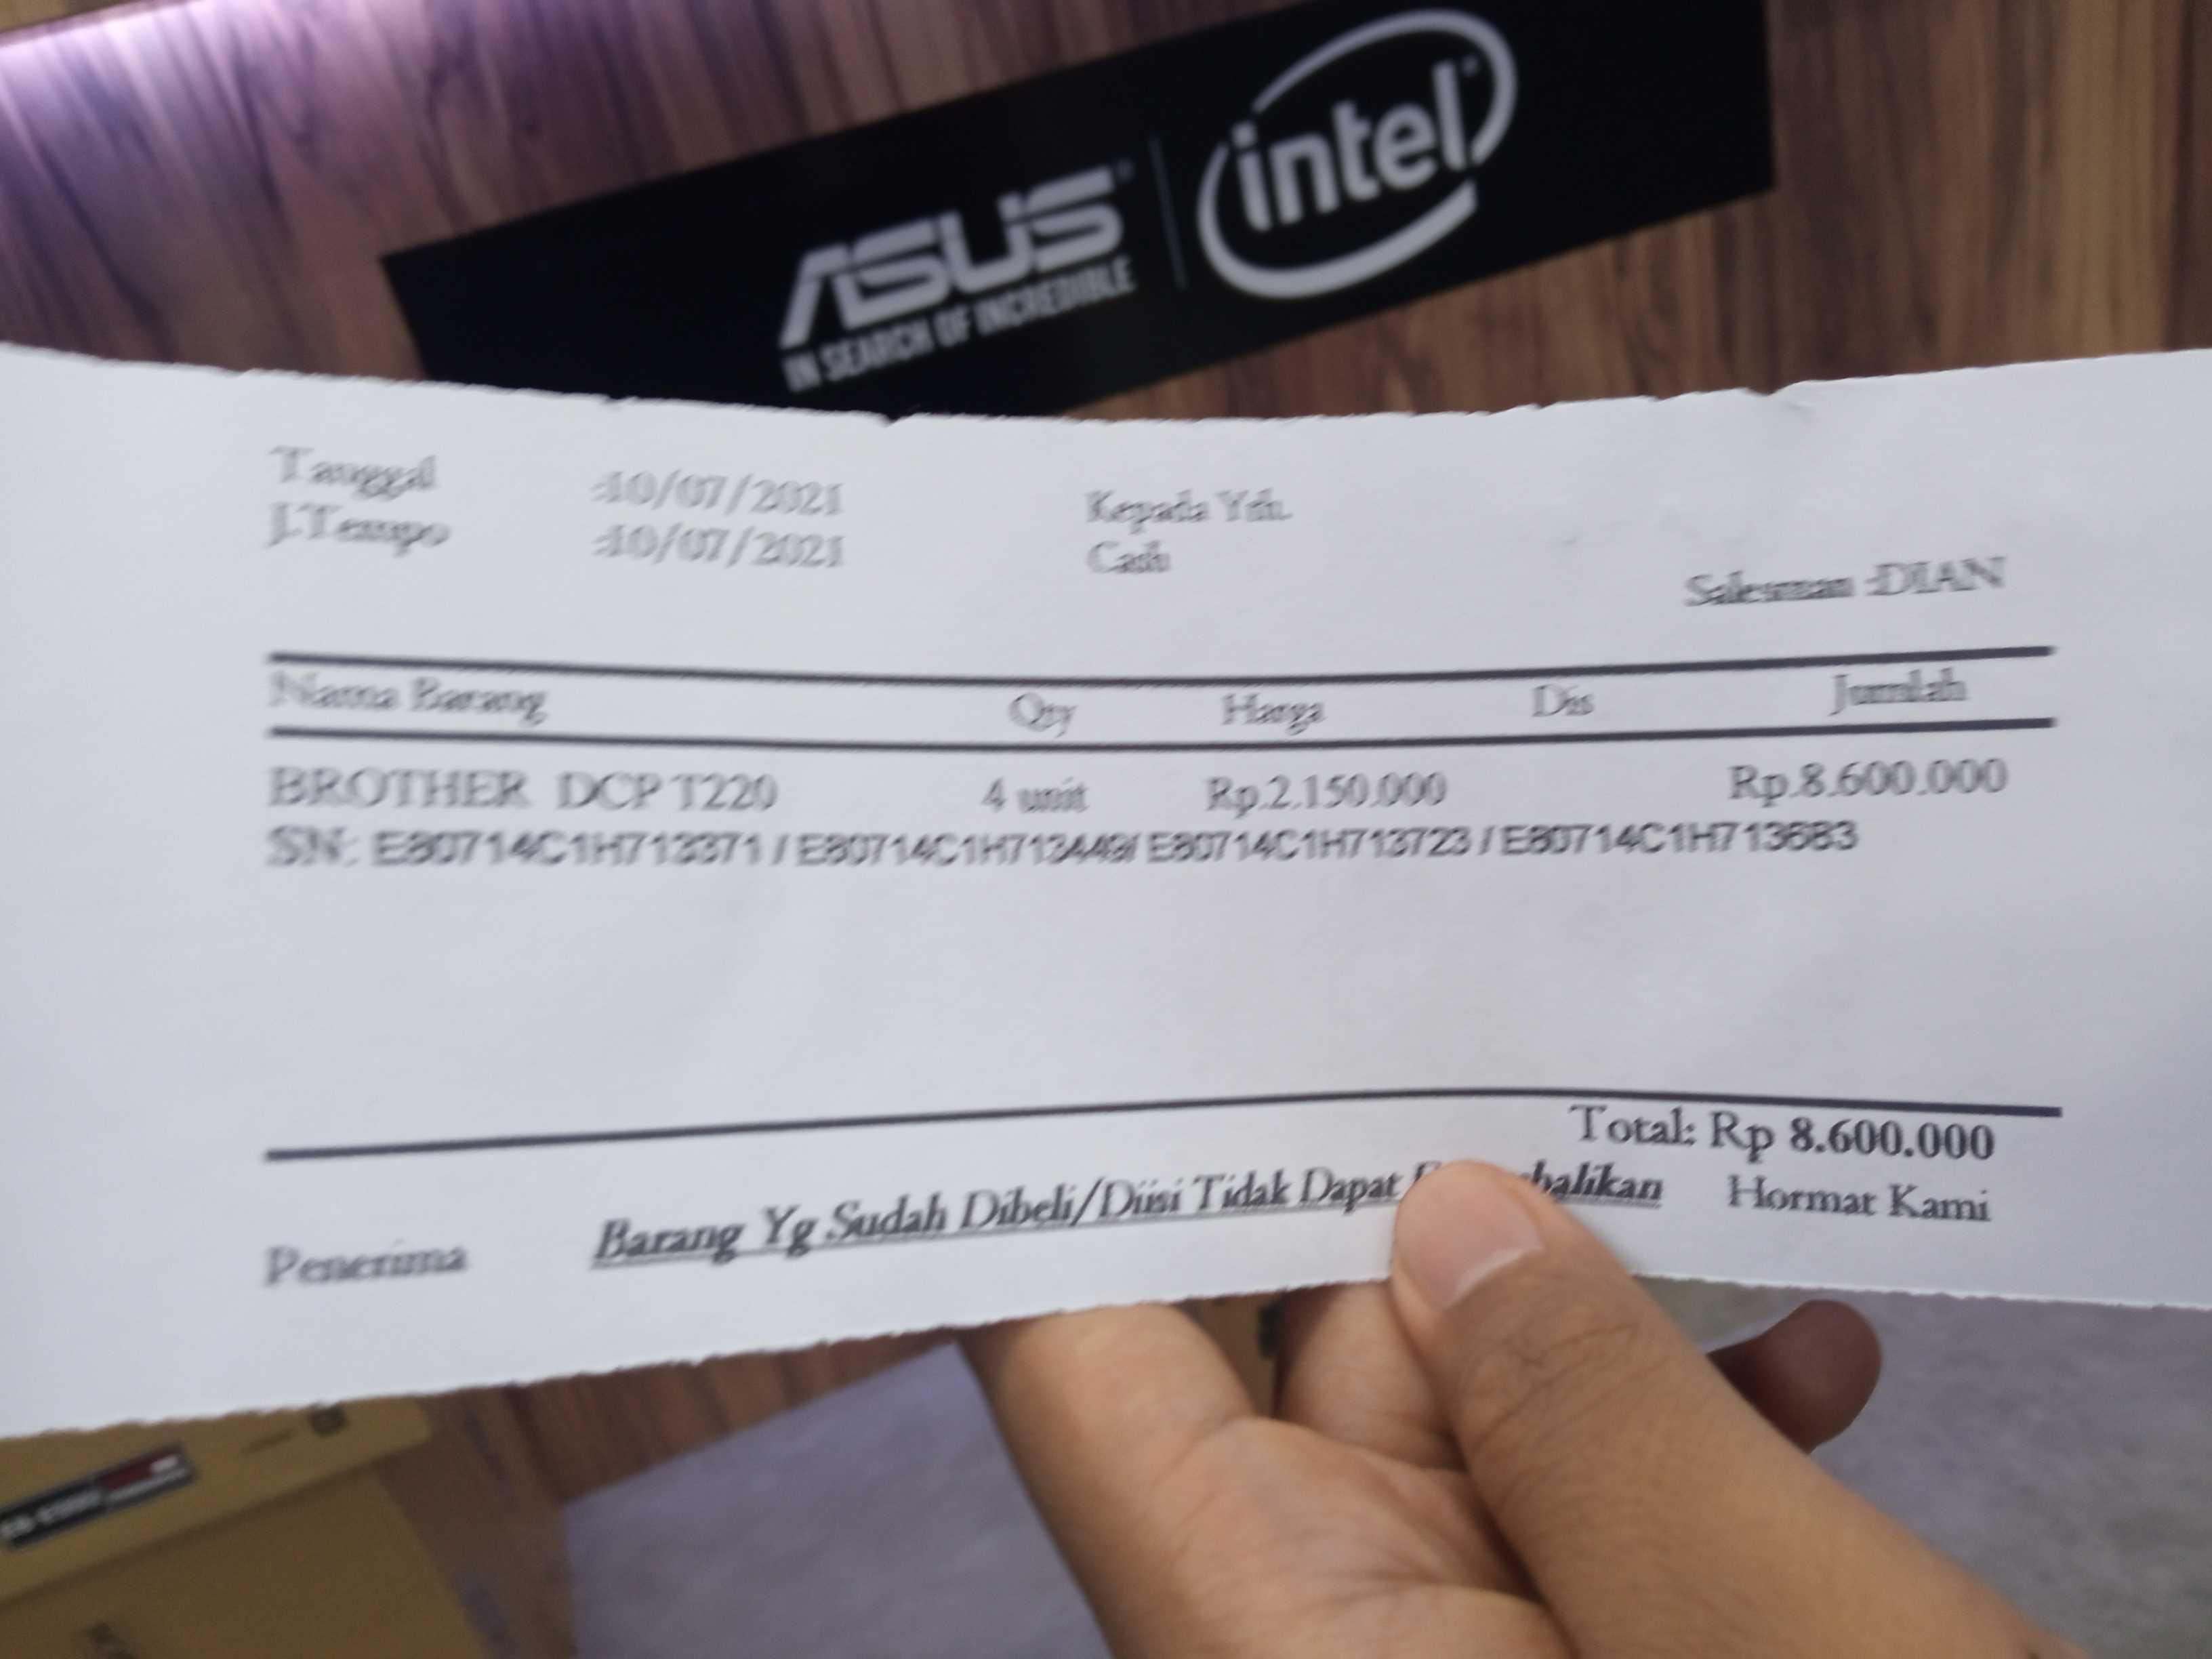 ASUS
IN SEARCH OF INCREDIBLE
intel
Tanggal :10/07/2021
J.Tempo :10/07/2021
Kepada Yth.
Cash
Salesman :DIAN
Nama Barang Qty Harga Dis Jumlah
BROTHER DCP T220 4 unit Rp.2.150.000 Rp.8.600.000
SN: E80714C1H713371 / E80714C1H713449/ E80714C1H713723 / E80714C1H713683
Total: Rp 8.600.000
Penerima Barang Yg Sudah Dibeli/Diisi Tidak Dapat Hormat Kami